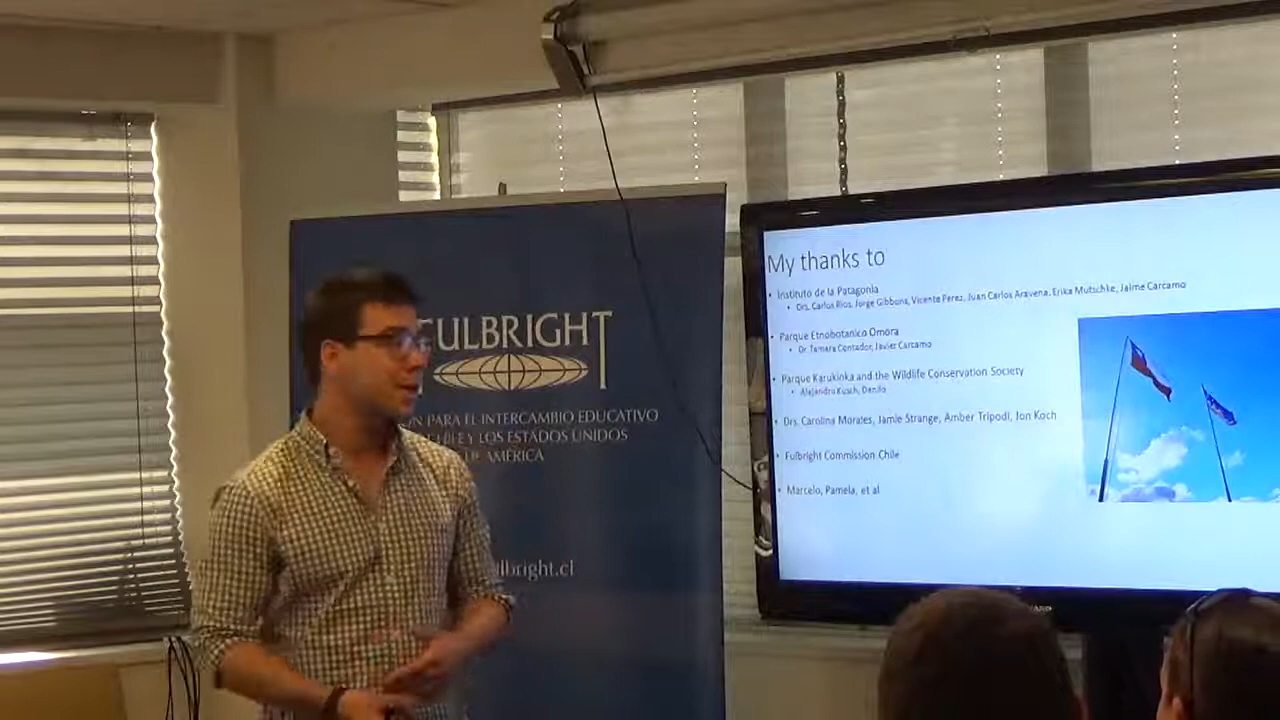 FULBRIGHT
PARA EL INTERCAMBIO EDUCATIVO
Y LOS ESTADOS UNIDOS
AMÉRICA
lbright.cl
My thanks to
• Instituto de la Patagonia
• Drs. Carlos Rios, Jorge Gibbons, Vicente Perez, Juan Carlos Aravena, Erika Mutschke, Jaime Carcamo
• Parque Etnobotanico Omora
• Dr. Tamara Contador, Javier Carcamo
• Parque Karukinka and the Wildlife Conservation Society
• Alejandro Kusch, Danilo
• Drs. Carolina Morales, Jamie Strange, Amber Tripodi, Jon Koch
• Fulbright Commission Chile
• Marcelo, Pamela, et al